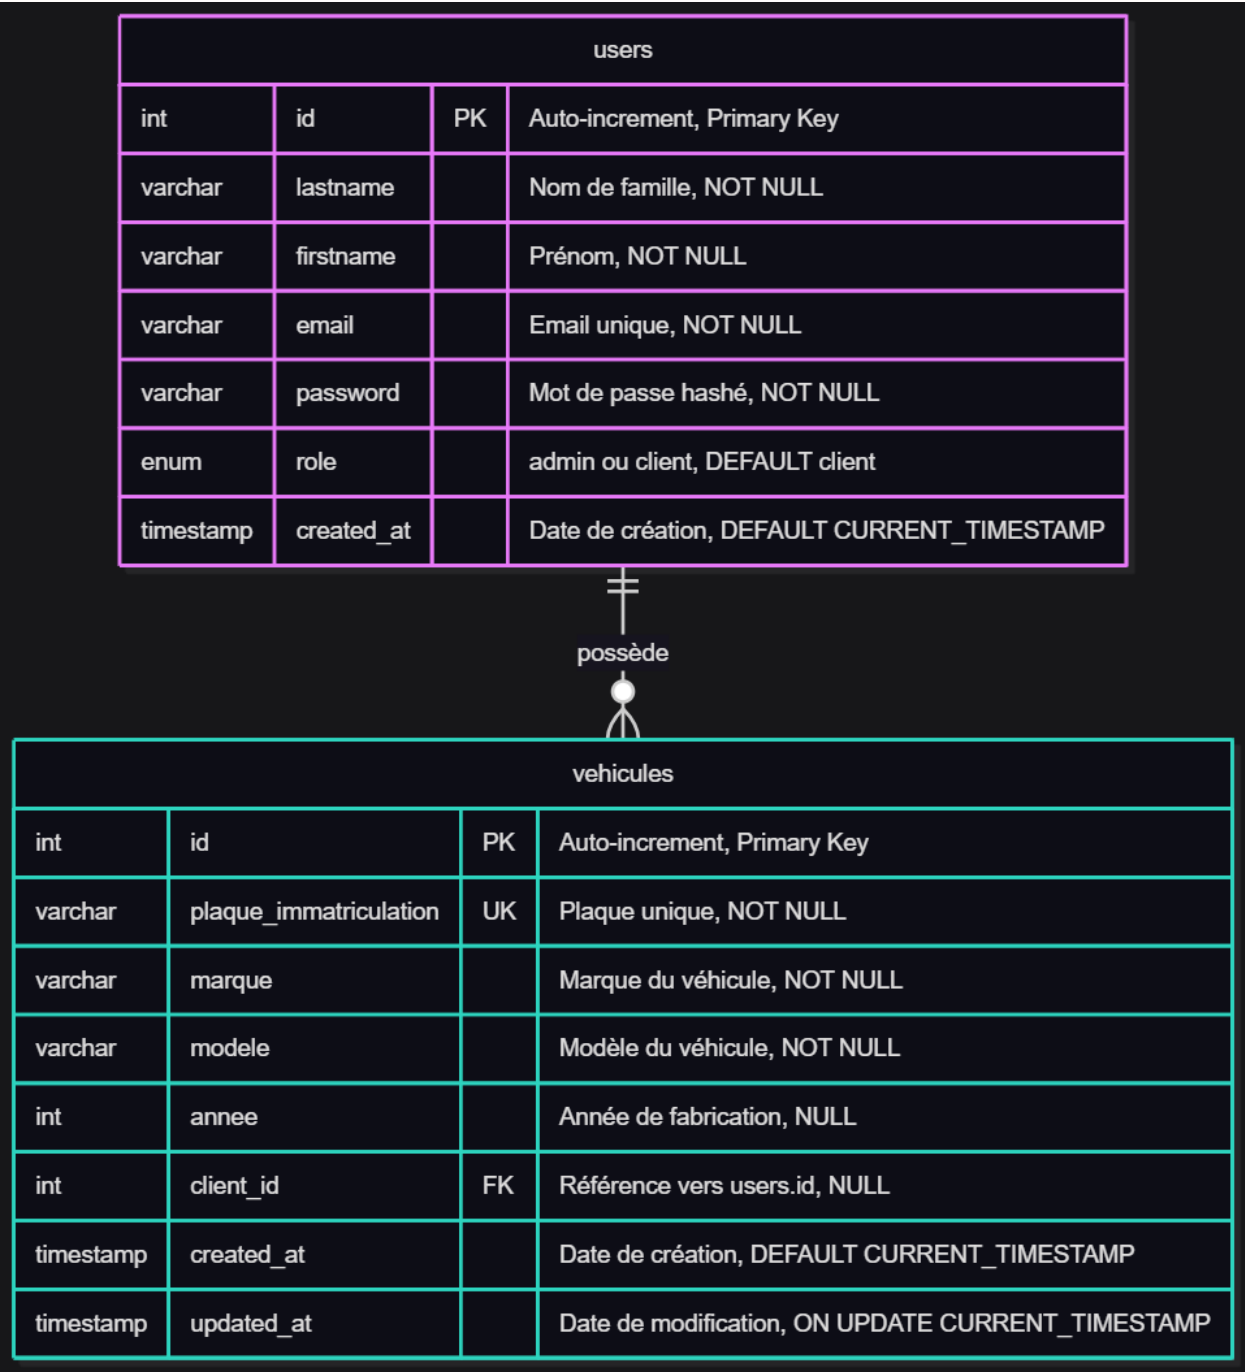 users
int id PK Auto-increment, Primary Key
varchar lastname Nom de famille, NOT NULL
varchar firstname Prénom, NOT NULL
varchar email Email unique, NOT NULL
varchar password Mot de passe hashé, NOT NULL
enum role admin ou client, DEFAULT client
timestamp created_at Date de création, DEFAULT CURRENT_TIMESTAMP
possède
vehicules
int id PK Auto-increment, Primary Key
varchar plaque_immatriculation UK Plaque unique, NOT NULL
varchar marque Marque du véhicule, NOT NULL
varchar modele Modèle du véhicule, NOT NULL
int annee Année de fabrication, NULL
int client_id FK Référence vers users.id, NULL
timestamp created_at Date de création, DEFAULT CURRENT_TIMESTAMP
timestamp updated_at Date de modification, ON UPDATE CURRENT_TIMESTAMP